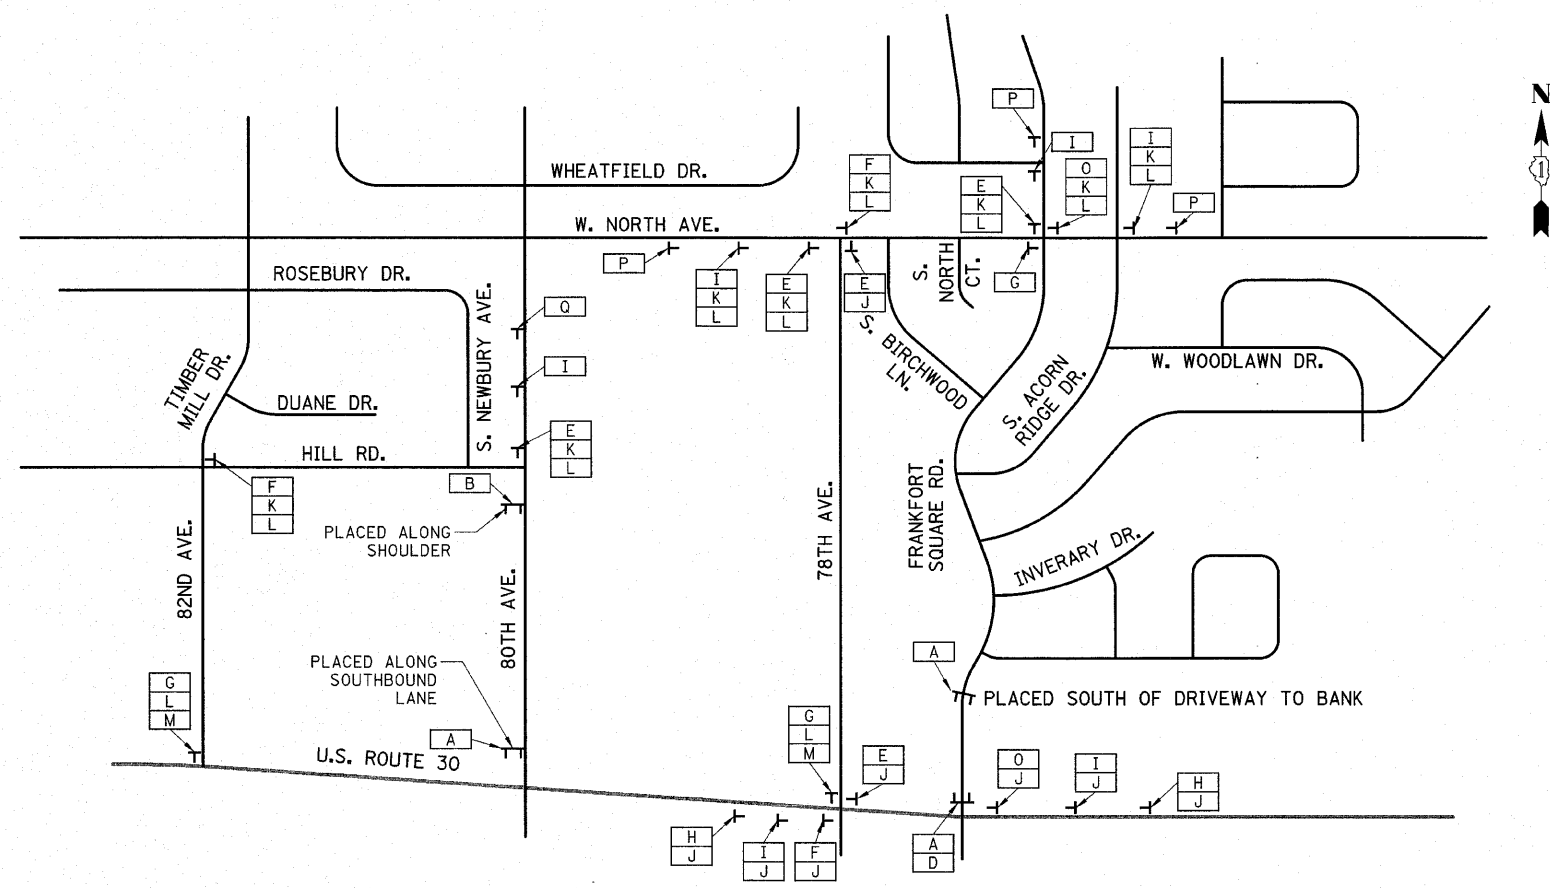 N
1
P
I
I
K
L
F
K
L
O
K
L
E
K
L
P
WHEATFIELD DR.
W. NORTH AVE.
P
I
K
L
E
K
L
E
J
S. NORTH CT.
G
ROSEBURY DR.
S. NEWBURY AVE.
Q
I
E
K
L
TIMBER
MILL DR.
DUANE DR.
HILL RD.
S. BIRCHWOOD
LN.
S. ACORN
RIDGE DR.
W. WOODLAWN DR.
F
K
L
B
PLACED ALONG
SHOULDER
82ND AVE.
80TH AVE.
78TH AVE.
FRANKFORT
SQUARE RD.
INVERARY DR.
PLACED ALONG
SOUTHBOUND
LANE
A
G
L
M
A
PLACED SOUTH OF DRIVEWAY TO BANK
U.S. ROUTE 30
G
L
M
E
J
O
J
I
J
H
J
H
J
I
J
F
J
A
D